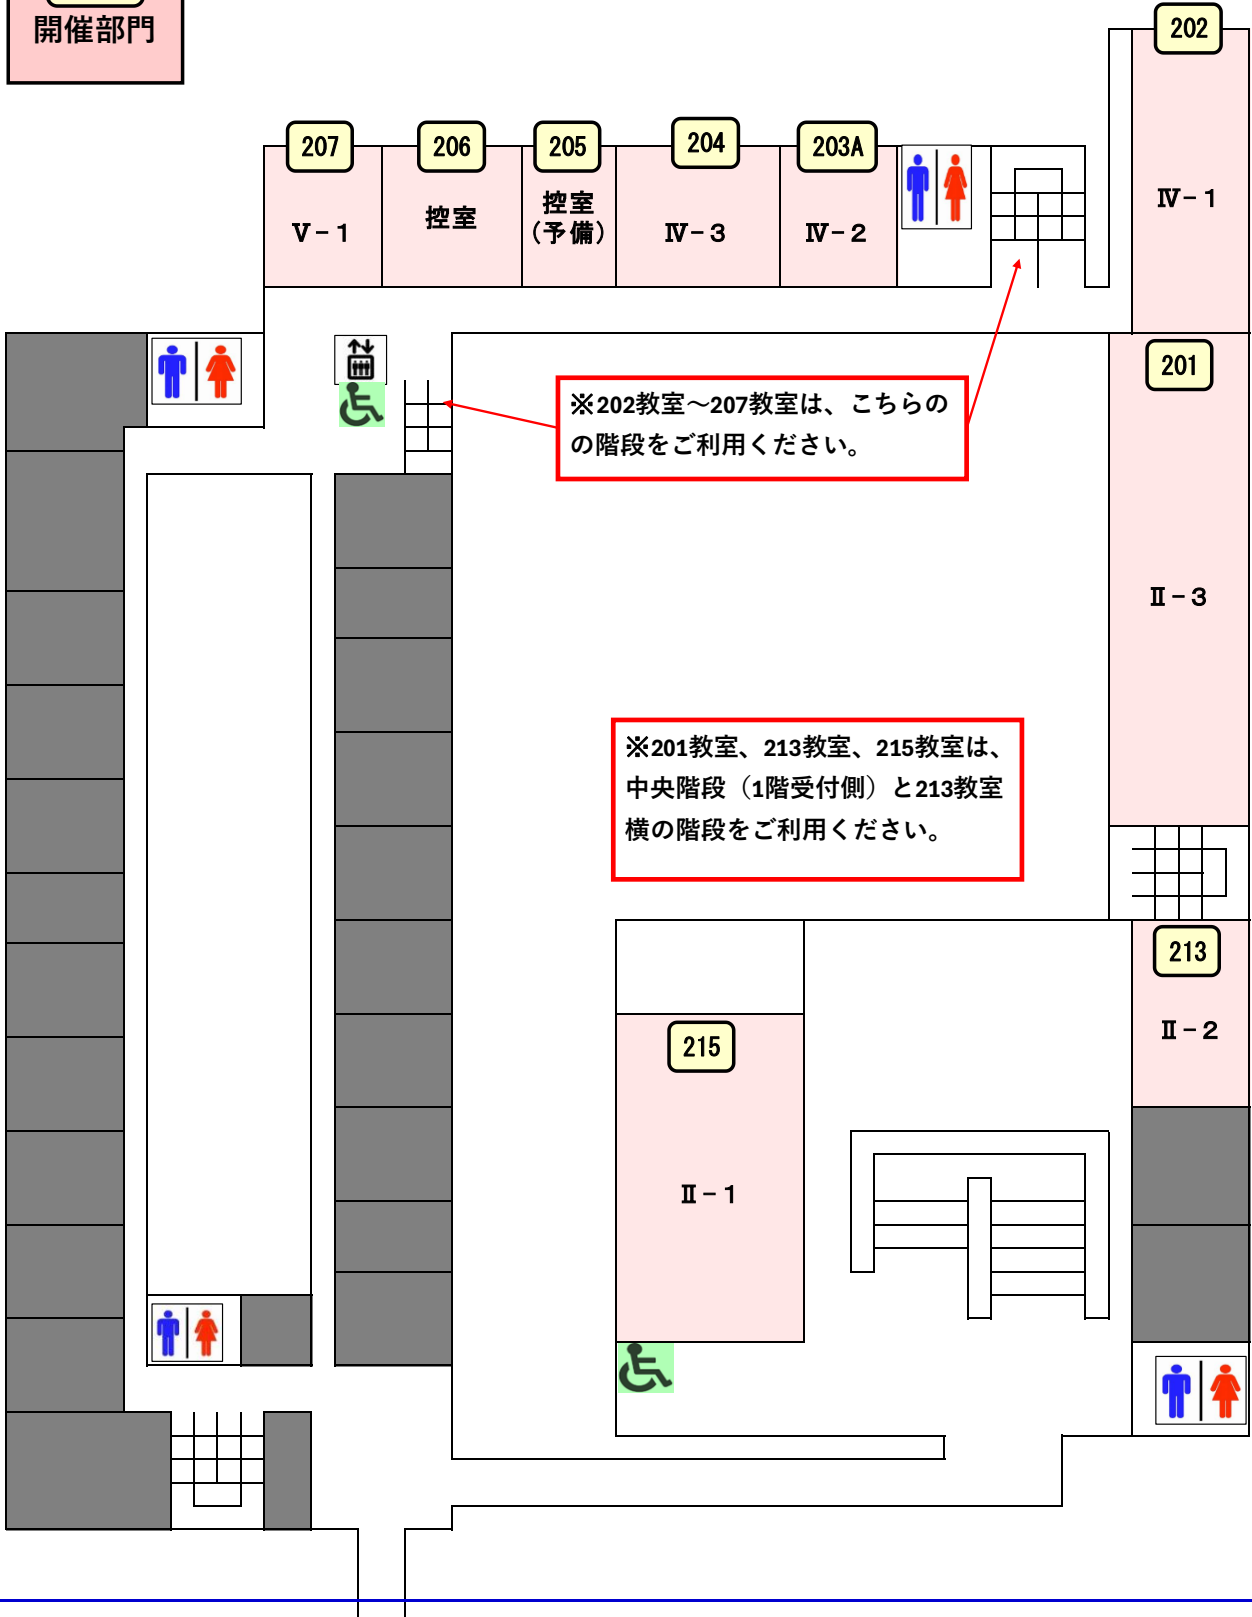 開催部門
202
207
206
205
204
203A
Ⅴ－１
控室
控室
（予備）
Ⅳ－３
Ⅳ－２
Ⅳ－１
201
※202教室～207教室は、こちらの
の階段をご利用ください。
Ⅱ－３
※201教室、213教室、215教室は、
中央階段（1階受付側）と213教室
横の階段をご利用ください。
213
Ⅱ－２
215
Ⅱ－１